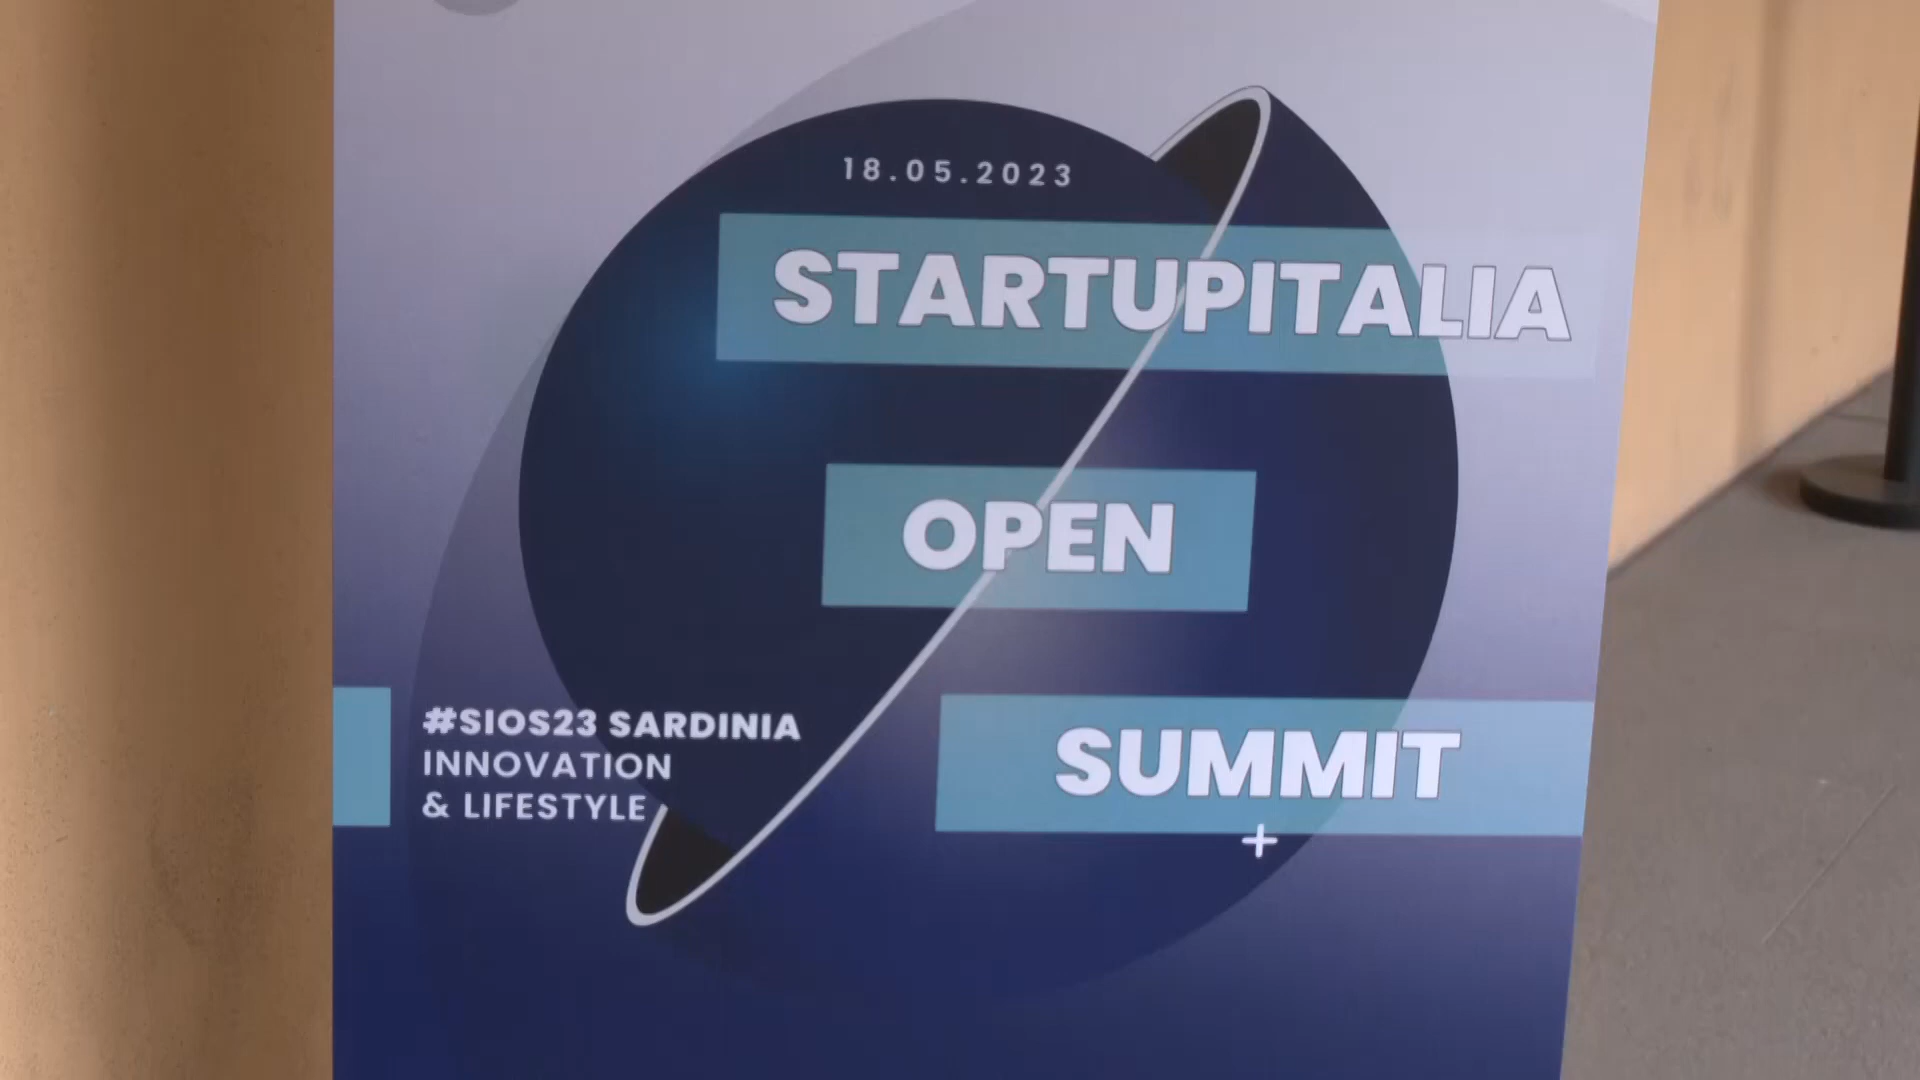 18.05.2023
STARTUPITALIA
OPEN
SUMMIT
#SIOS23 SARDINIA
INNOVATION
& LIFESTYLE
+